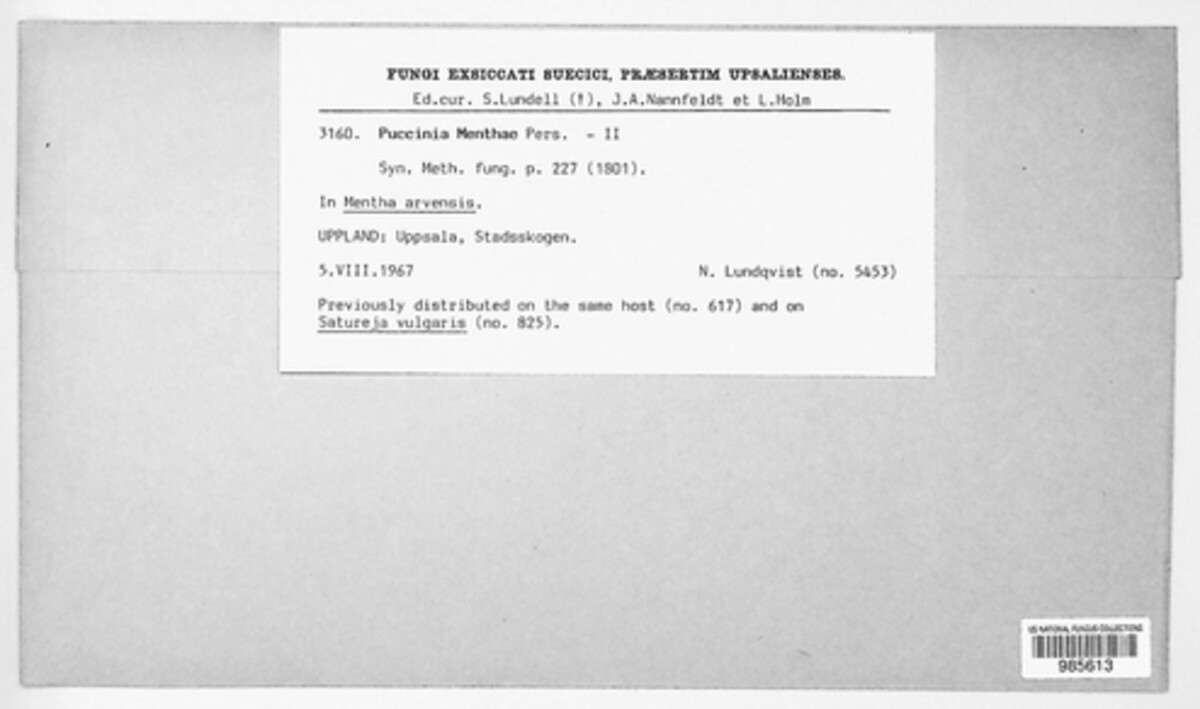 FUNGI EXSICCATI SUECICI, PRÆSERTIM UPSALIENSES.
Ed.cur. S.Lundell (†), J.A.Nannfeldt et L.Holm
3160. Puccinia Menthae Pers. - II
Syn. Meth. fung. p. 227 (1801).
In Mentha arvensis.
UPPLAND: Uppsala, Stadsskogen.
5.VIII.1967 N. Lundqvist (no. 5453)
Previously distributed on the same host (no. 617) and on
Satureja vulgaris (no. 825).
US NATIONAL FUNGUS COLLECTIONS
985613